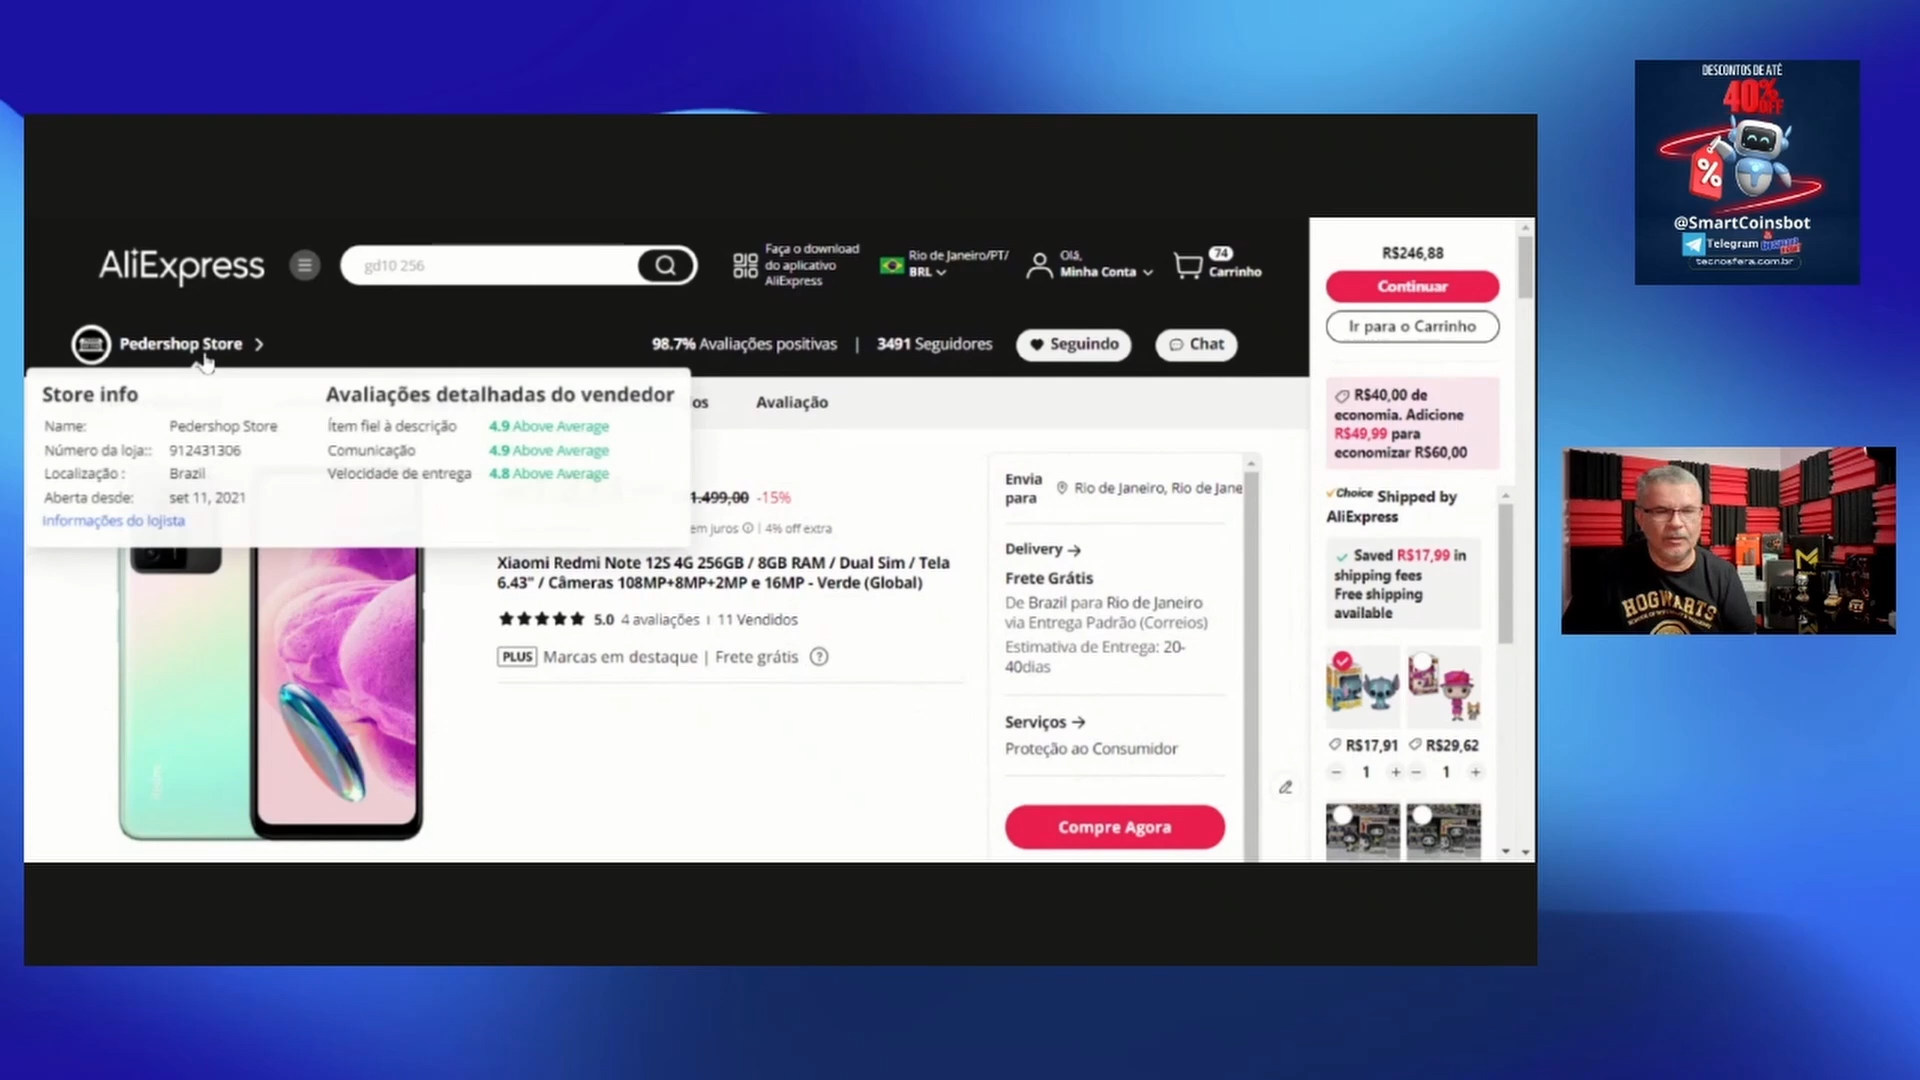 DESCONTOS DE ATÉ
40%
OFF
%
@SmartCoinsbot
Telegram
tecnosfera.com.br
AliExpress
gd10 256
Faça o download
do aplicativo
AliExpress
Rio de Janeiro/PT/
BRL
Olá,
Minha Conta
74
Carrinho
Pedershop Store
98.7% Avaliações positivas | 3491 Seguidores
Seguindo
Chat
Store info
Name: Pedershop Store
Número da loja:: 912431306
Localização : Brazil
Aberta desde: set 11, 2021
Informações do lojista
Avaliações detalhadas do vendedor
Ítem fiel à descrição 4.9 Above Average
Comunicação 4.9 Above Average
Velocidade de entrega 4.8 Above Average
os Avaliação
1.499,00 -15%
em juros | 4% off extra
Xiaomi Redmi Note 12S 4G 256GB / 8GB RAM / Dual Sim / Tela
6.43" / Câmeras 108MP+8MP+2MP e 16MP - Verde (Global)
5.0 4 avaliações | 11 Vendidos
PLUS Marcas em destaque | Frete grátis ?
Redmi
Envia
para
Rio de Janeiro, Rio de Jane
Delivery →
Frete Grátis
De Brazil para Rio de Janeiro
via Entrega Padrão (Correios)
Estimativa de Entrega: 20-
40dias
Serviços →
Proteção ao Consumidor
Compre Agora
R$246,88
Continuar
Ir para o Carrinho
R$40,00 de
economia. Adicione
R$49,99 para
economizar R$60,00
Choice Shipped by
AliExpress
Saved R$17,99 in
shipping fees
Free shipping
available
R$17,91 R$29,62
− 1 + − 1 +
HOGWARTS